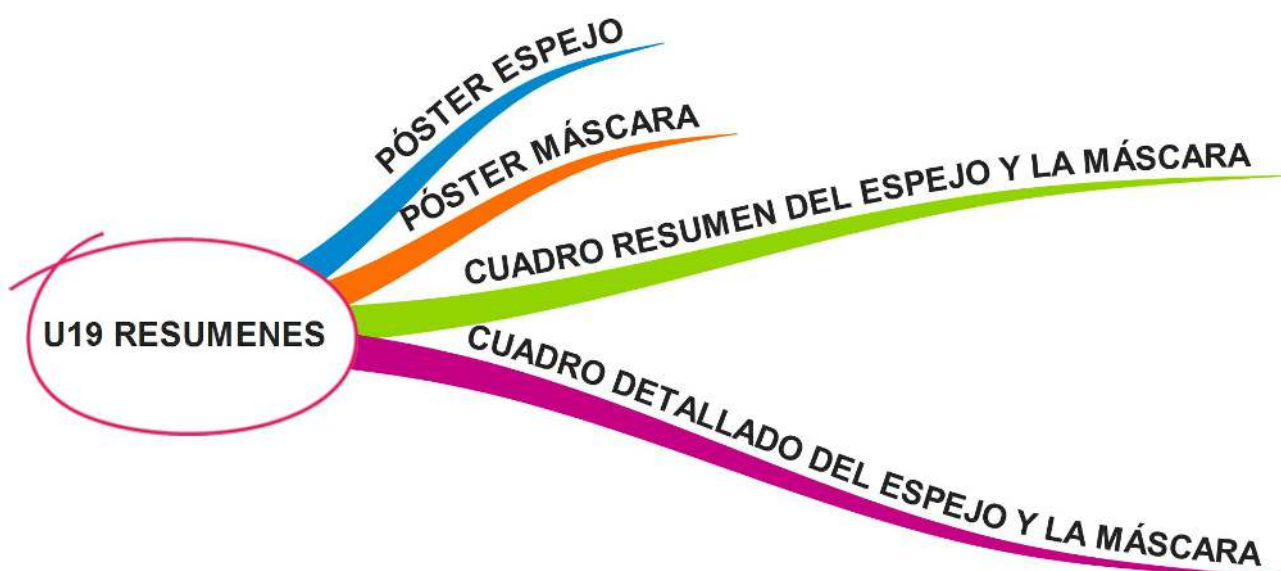 PÓSTER ESPEJO
PÓSTER MÁSCARA
CUADRO RESUMEN DEL ESPEJO Y LA MÁSCARA
U19 RESUMENES
CUADRO DETALLADO DEL ESPEJO Y LA MÁSCARA